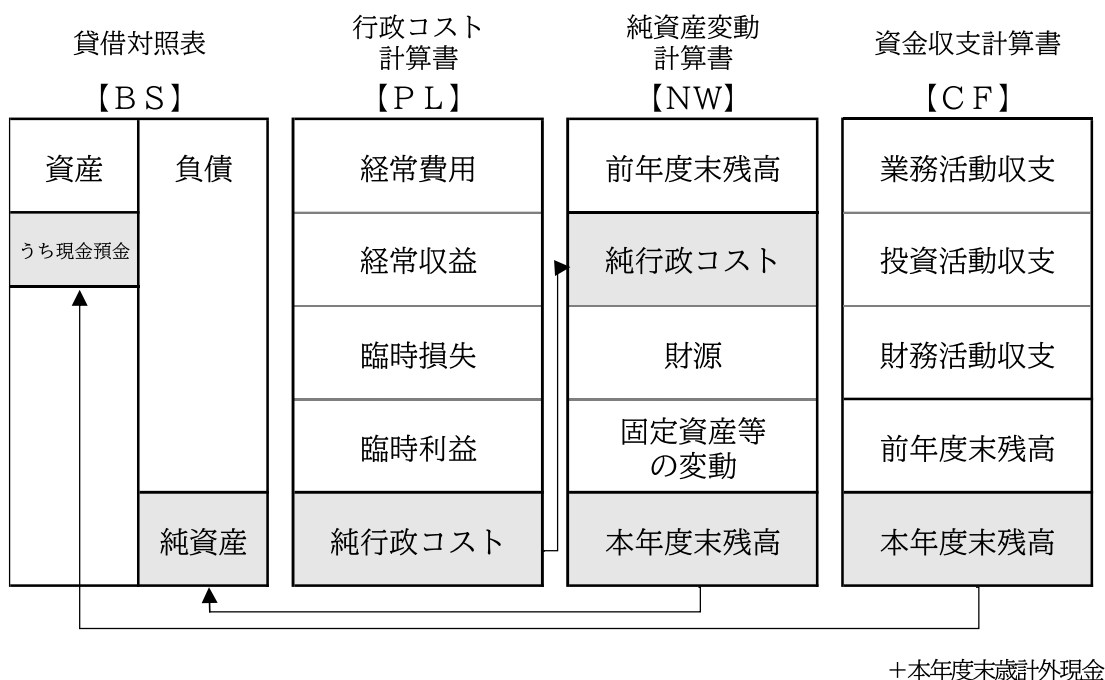 貸借対照表
【ＢＳ】
資産
負債
うち現金預金
純資産
行政コスト
計算書
【ＰＬ】
経常費用
経常収益
臨時損失
臨時利益
純行政コスト
純資産変動
計算書
【NW】
前年度末残高
純行政コスト
財源
固定資産等
の変動
本年度末残高
資金収支計算書
【ＣＦ】
業務活動収支
投資活動収支
財務活動収支
前年度末残高
本年度末残高
＋本年度末歳計外現金